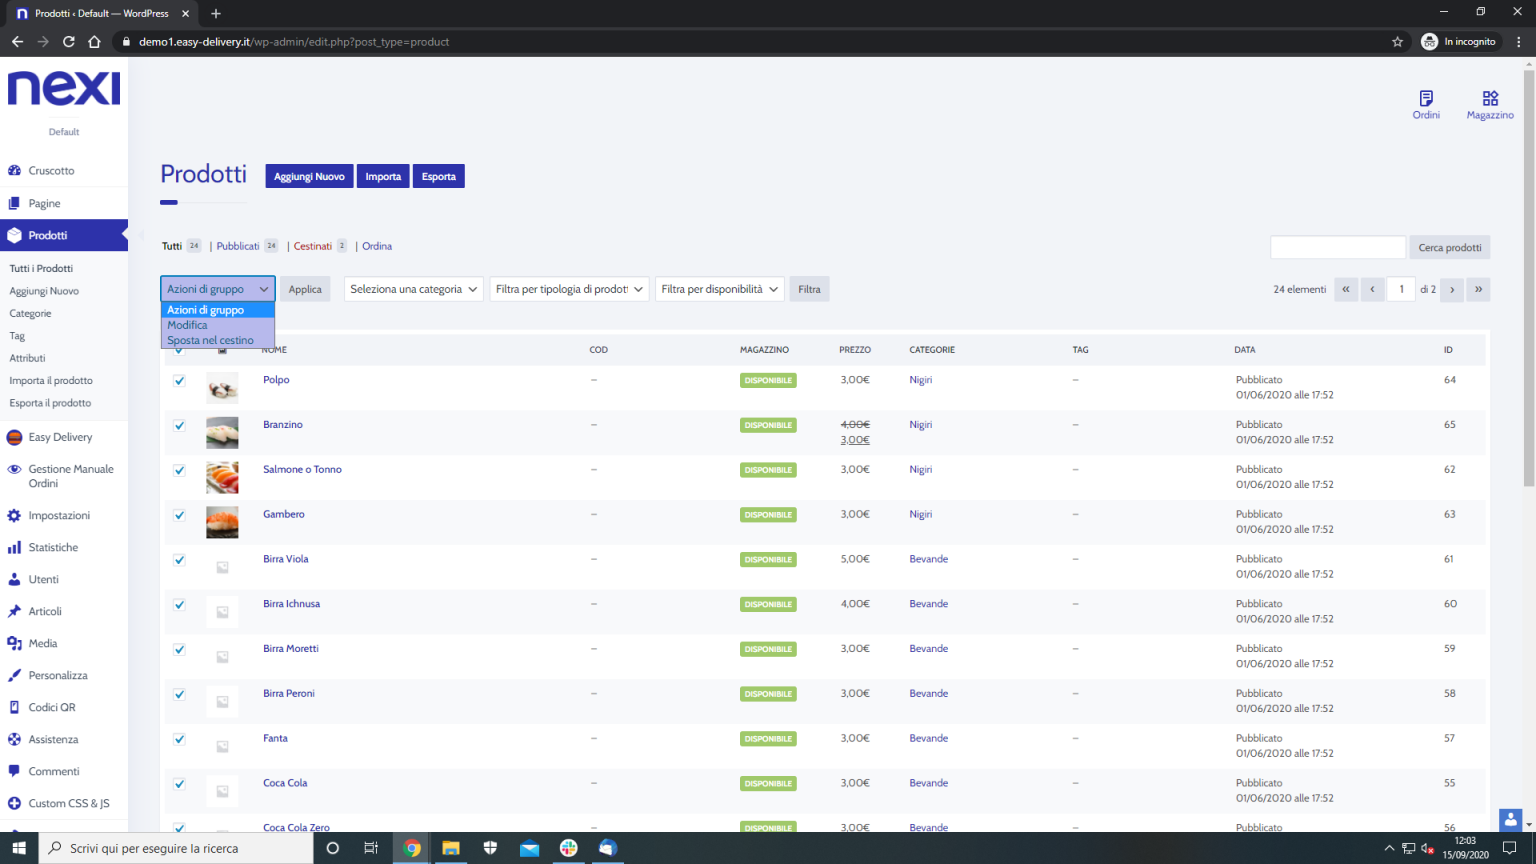 Prodotti ‹ Default — WordPress
demo1.easy-delivery.it/wp-admin/edit.php?post_type=product
In incognito
nexi
Default
Cruscotto
Pagine
Prodotti
Tutti i Prodotti
Aggiungi Nuovo
Categorie
Tag
Attributi
Importa il prodotto
Esporta il prodotto
Easy Delivery
Gestione Manuale
Ordini
Impostazioni
Statistiche
Utenti
Articoli
Media
Personalizza
Codici QR
Assistenza
Commenti
Custom CSS & JS
Ordini
Magazzino
Prodotti
Aggiungi Nuovo
Importa
Esporta
Tutti 24 | Pubblicati 24 | Cestinati 2 | Ordina
Cerca prodotti
Azioni di gruppo
Applica
Seleziona una categoria
Filtra per tipologia di prodott
Filtra per disponibilità
Filtra
24 elementi « ‹ 1 di 2 › »
Azioni di gruppo
Modifica
Sposta nel cestino
NOME COD MAGAZZINO PREZZO CATEGORIE TAG DATA ID
Polpo – DISPONIBILE 3,00€ Nigiri – Pubblicato 64
01/06/2020 alle 17:52
Branzino – DISPONIBILE 4,00€ Nigiri – Pubblicato 65
3,00€ 01/06/2020 alle 17:52
Salmone o Tonno – DISPONIBILE 3,00€ Nigiri – Pubblicato 62
01/06/2020 alle 17:52
Gambero – DISPONIBILE 3,00€ Nigiri – Pubblicato 63
01/06/2020 alle 17:52
Birra Viola – DISPONIBILE 5,00€ Bevande – Pubblicato 61
01/06/2020 alle 17:52
Birra Ichnusa – DISPONIBILE 4,00€ Bevande – Pubblicato 60
01/06/2020 alle 17:52
Birra Moretti – DISPONIBILE 3,00€ Bevande – Pubblicato 59
01/06/2020 alle 17:52
Birra Peroni – DISPONIBILE 3,00€ Bevande – Pubblicato 58
01/06/2020 alle 17:52
Fanta – DISPONIBILE 3,00€ Bevande – Pubblicato 57
01/06/2020 alle 17:52
Coca Cola – DISPONIBILE 3,00€ Bevande – Pubblicato 55
01/06/2020 alle 17:52
Coca Cola Zero – DISPONIBILE 3,00€ Bevande – Pubblicato 56
Scrivi qui per eseguire la ricerca
12:03
15/09/2020